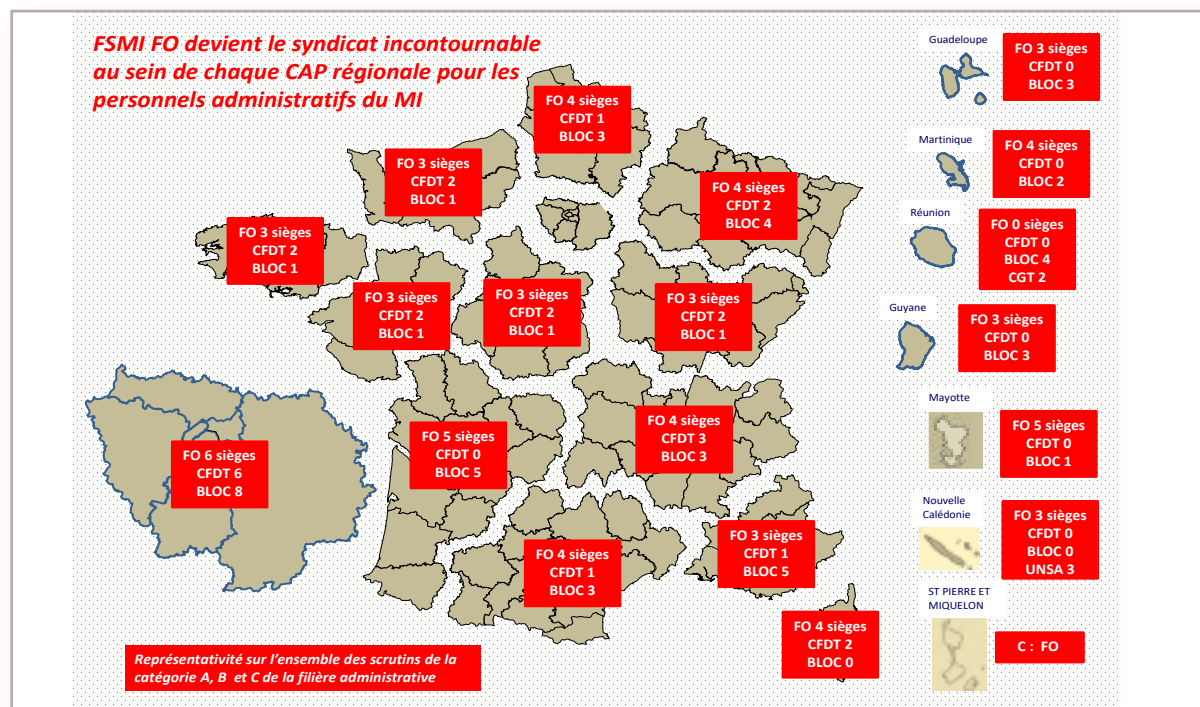 FSMI FO devient le syndicat incontournable
au sein de chaque CAP régionale pour les
personnels administratifs du MI
FO 4 sièges
CFDT 1
BLOC 3
FO 3 sièges
CFDT 2
BLOC 1
FO 4 sièges
CFDT 2
BLOC 4
FO 3 sièges
CFDT 2
BLOC 1
FO 3 sièges
CFDT 2
BLOC 1
FO 3 sièges
CFDT 2
BLOC 1
FO 3 sièges
CFDT 2
BLOC 1
FO 6 sièges
CFDT 6
BLOC 8
FO 5 sièges
CFDT 0
BLOC 5
FO 4 sièges
CFDT 3
BLOC 3
FO 4 sièges
CFDT 1
BLOC 3
FO 3 sièges
CFDT 1
BLOC 5
FO 4 sièges
CFDT 2
BLOC 0
Représentativité sur l'ensemble des scrutins de la
catégorie A, B et C de la filière administrative
Guadeloupe
FO 3 sièges
CFDT 0
BLOC 3
Martinique
FO 4 sièges
CFDT 0
BLOC 2
Réunion
FO 0 sièges
CFDT 0
BLOC 4
CGT 2
Guyane
FO 3 sièges
CFDT 0
BLOC 3
Mayotte
FO 5 sièges
CFDT 0
BLOC 1
Nouvelle
Calédonie
FO 3 sièges
CFDT 0
BLOC 0
UNSA 3
ST PIERRE ET
MIQUELON
C : FO